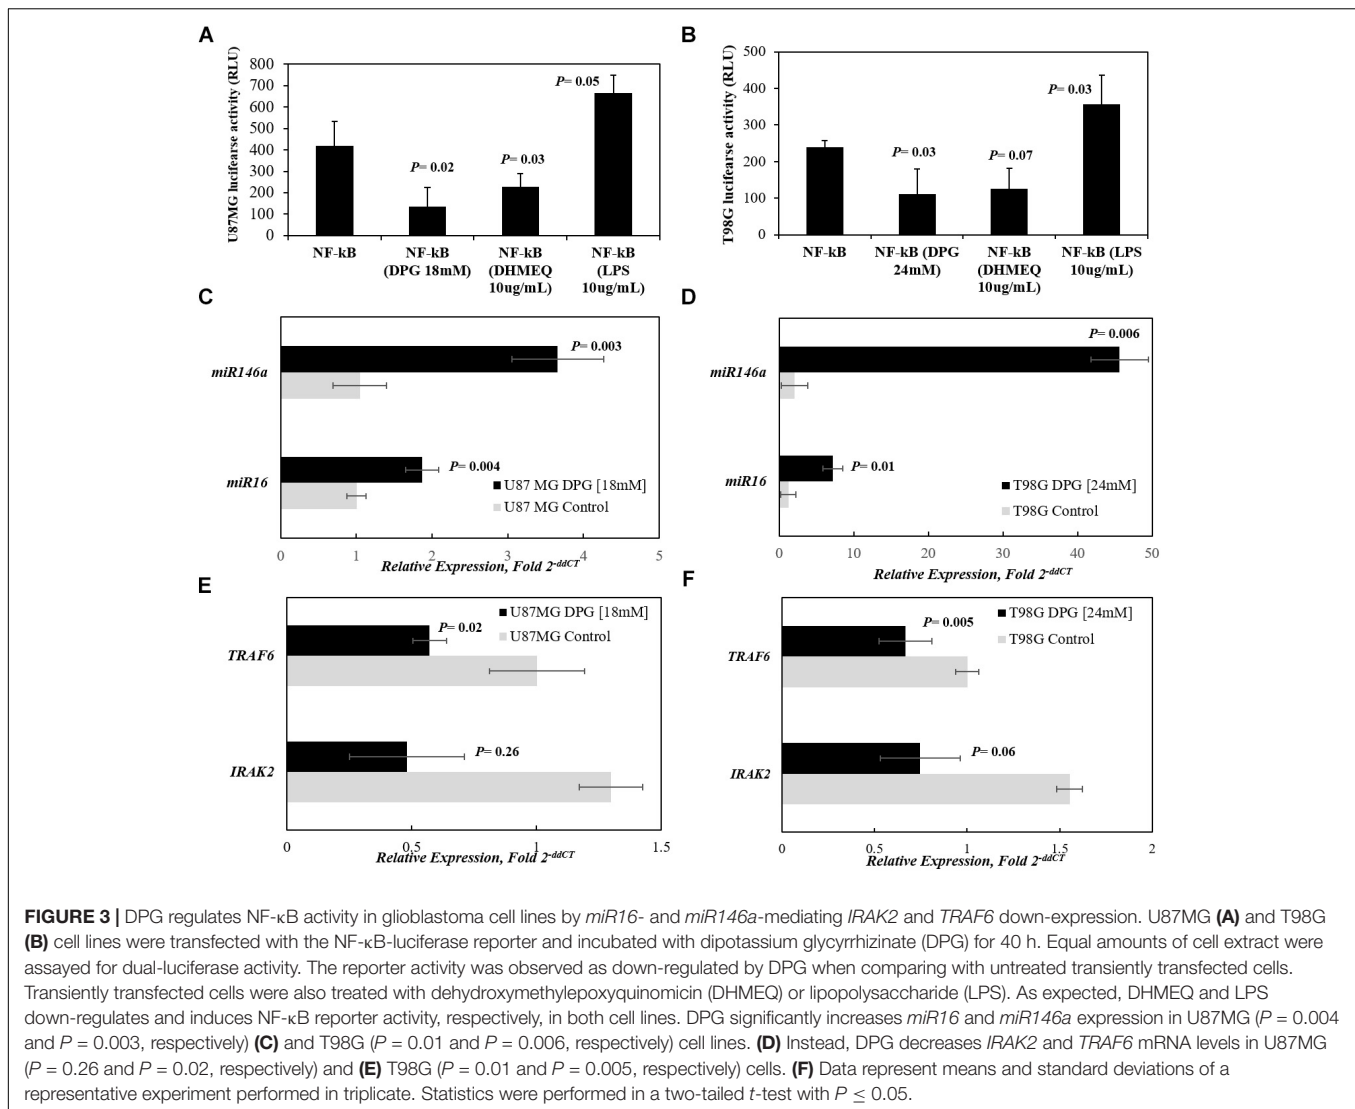 A
U87MG lucifearse activity (RLU)
800
700
600
500
400
300
200
100
0
P= 0.02
P= 0.03
P= 0.05
NF-kB
NF-kB
(DPG 18mM)
NF-kB
(DHMEQ
10ug/mL)
NF-kB
(LPS
10ug/mL)
B
T98G lucifearse activity (RLU)
500
400
300
200
100
0
P= 0.03
P= 0.07
P= 0.03
NF-kB
NF-kB (DPG
24mM)
NF-kB
(DHMEQ
10ug/mL)
NF-kB (LPS
10ug/mL)
C
miR146a
miR16
P= 0.003
P= 0.004
U87 MG DPG [18mM]
U87 MG Control
0 1 2 3 4 5
Relative Expression, Fold 2-ddCT
D
miR146a
miR16
P= 0.006
P= 0.01
T98G DPG [24mM]
T98G Control
0 10 20 30 40 50
Relative Expression, Fold 2-ddCT
E
TRAF6
IRAK2
U87MG DPG [18mM]
U87MG Control
P= 0.02
P= 0.26
0 0.5 1 1.5
Relative Expression, Fold 2-ddCT
F
TRAF6
IRAK2
T98G DPG [24mM]
T98G Control
P= 0.005
P= 0.06
0 0.5 1 1.5 2
Relative Expression, Fold 2-ddCT
FIGURE 3 | DPG regulates NF-κB activity in glioblastoma cell lines by miR16- and miR146a-mediating IRAK2 and TRAF6 down-expression. U87MG (A) and T98G
(B) cell lines were transfected with the NF-κB-luciferase reporter and incubated with dipotassium glycyrrhizinate (DPG) for 40 h. Equal amounts of cell extract were
assayed for dual-luciferase activity. The reporter activity was observed as down-regulated by DPG when comparing with untreated transiently transfected cells.
Transiently transfected cells were also treated with dehydroxymethylepoxyquinomicin (DHMEQ) or lipopolysaccharide (LPS). As expected, DHMEQ and LPS
down-regulates and induces NF-κB reporter activity, respectively, in both cell lines. DPG significantly increases miR16 and miR146a expression in U87MG (P = 0.004
and P = 0.003, respectively) (C) and T98G (P = 0.01 and P = 0.006, respectively) cell lines. (D) Instead, DPG decreases IRAK2 and TRAF6 mRNA levels in U87MG
(P = 0.26 and P = 0.02, respectively) and (E) T98G (P = 0.01 and P = 0.005, respectively) cells. (F) Data represent means and standard deviations of a
representative experiment performed in triplicate. Statistics were performed in a two-tailed t-test with P ≤ 0.05.